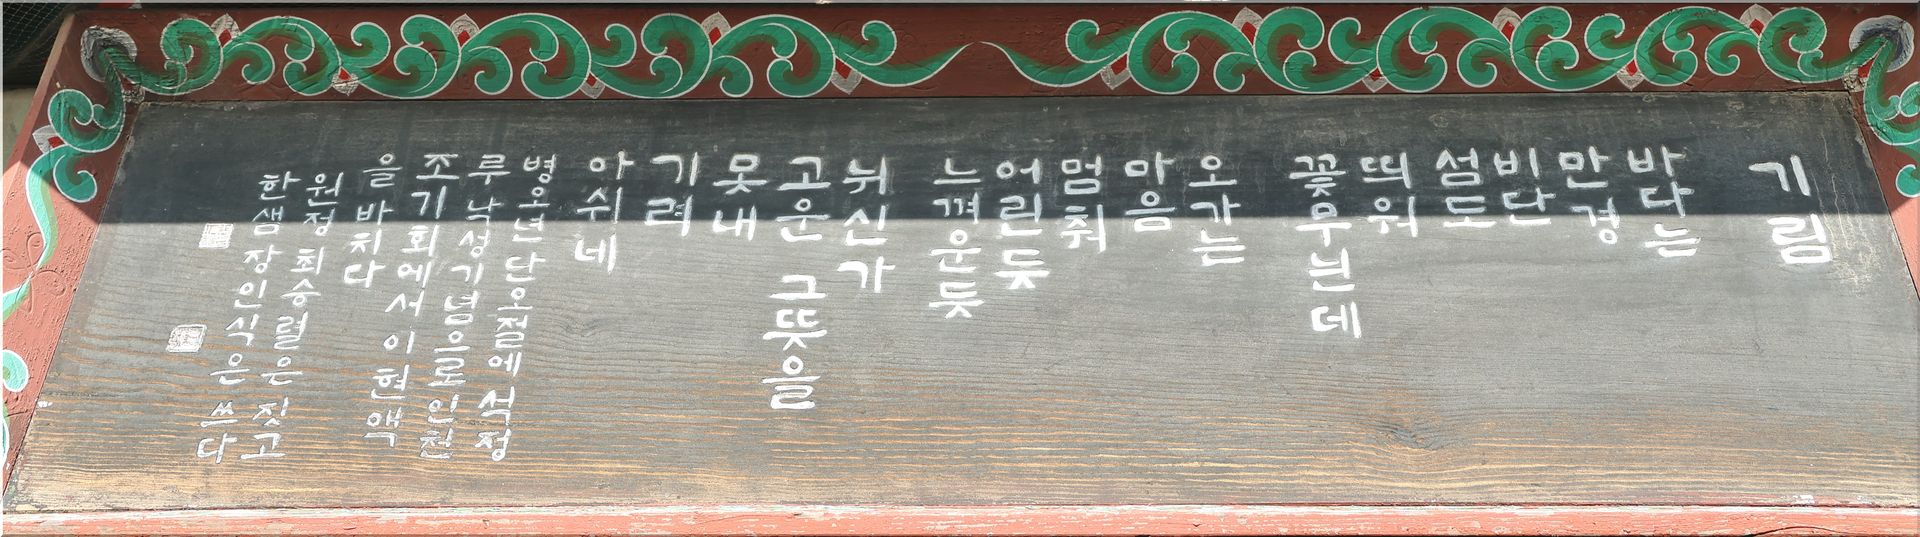 기림
바다는
만경
비단
섬도
띄워
꽃무늰데
오가는
마음
멈춰
어린듯
느껴운듯
뉘신가
고운 그뜻을
못내
기려
아쉬네
병오년 단오절에 석정
루 낙성기념으로 인천
조기회에서 이 현액
을 바치다
원정 최승렬은 짓고
한샘 장인식은 쓰다